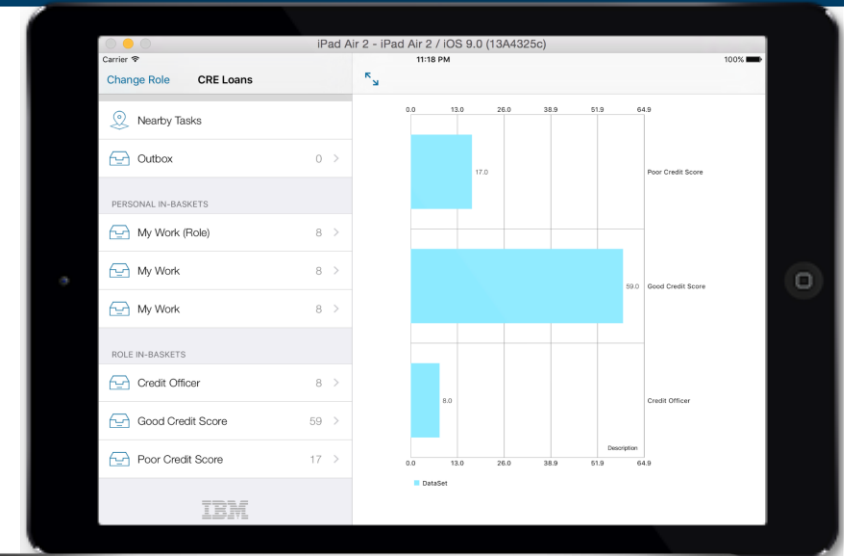 iPad Air 2 - iPad Air 2 / iOS 9.0 (13A4325c)
Carrier 11:18 PM 100%
Change Role CRE Loans
Nearby Tasks
Outbox 0
PERSONAL IN-BASKETS
My Work (Role) 8
My Work 8
My Work 8
ROLE IN-BASKETS
Credit Officer 8
Good Credit Score 59
Poor Credit Score 17
IBM
0.0 13.0 26.0 38.9 51.9 64.9
17.0 Poor Credit Score
59.0 Good Credit Score
8.0 Credit Officer
Description
0.0 13.0 26.0 38.9 51.9 64.9
DataSet